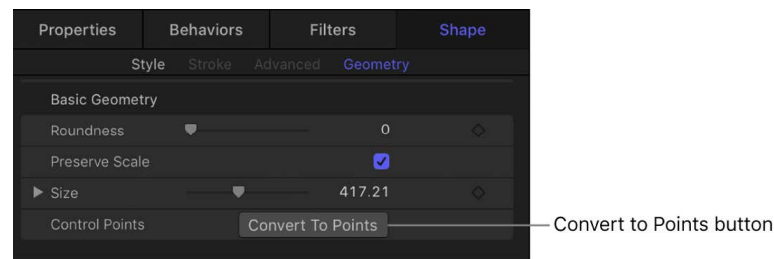 Properties Behaviors Filters Shape
Style Stroke Advanced Geometry
Basic Geometry
Roundness 0
Preserve Scale
Size 417.21
Control Points Convert To Points Convert to Points button